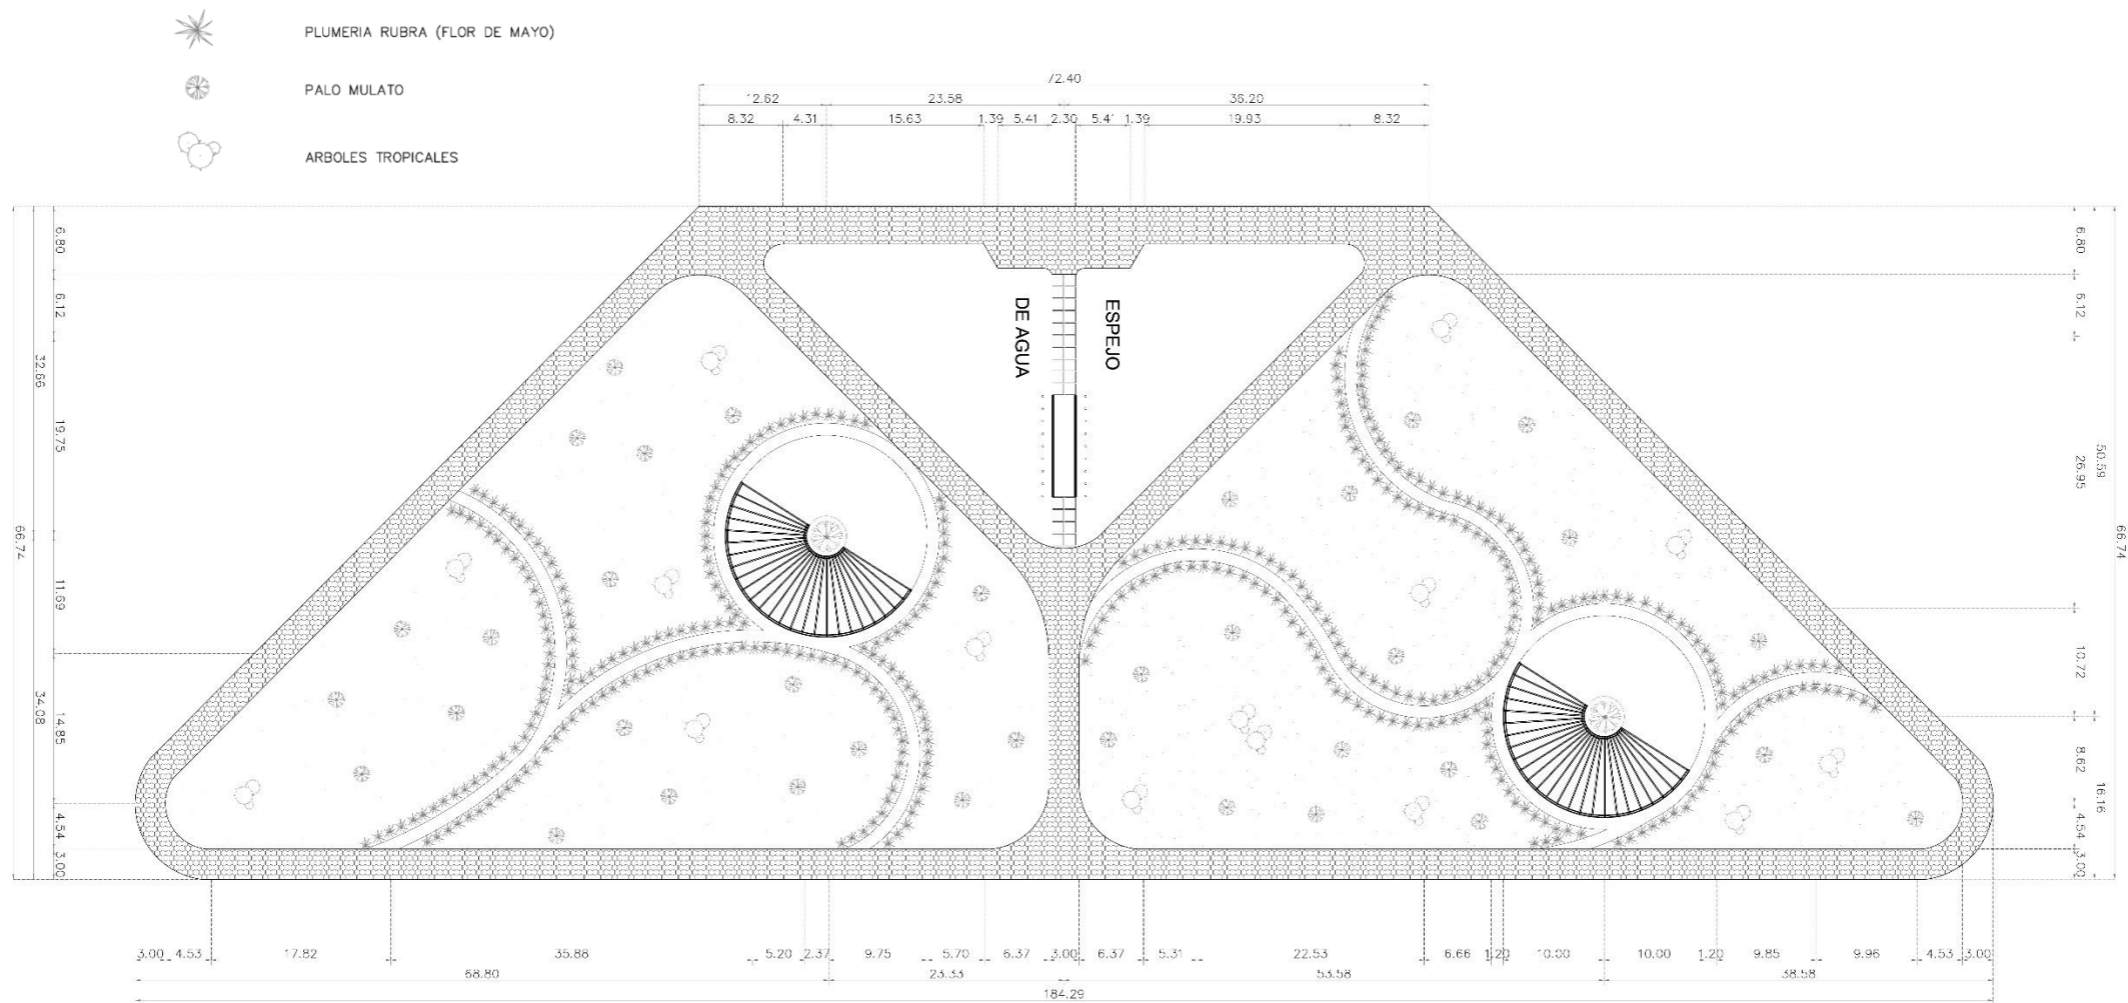 PLUMERIA RUBRA (FLOR DE MAYO)
PALO MULATO
ARBOLES TROPICALES
72.40
12.62 23.58 36.20
8.32 4.31 15.63 1.39 5.41 2.30 5.41 1.39 19.93 8.32
ESPEJO
DE AGUA
6.80
6.12
19.75
11.69
14.85
4.54
3.00
32.66
34.08
66.74
6.80
6.12
26.95
10.72
8.62
4.54
3.00
50.59
16.16
66.74
3.00 4.53 17.82 35.86 5.20 2.37 9.75 5.70 6.37 3.00 6.37 5.31 22.53 6.66 1.20 10.00 10.00 1.20 9.85 9.96 4.53 3.00
68.80 23.33 53.58 38.58
184.29